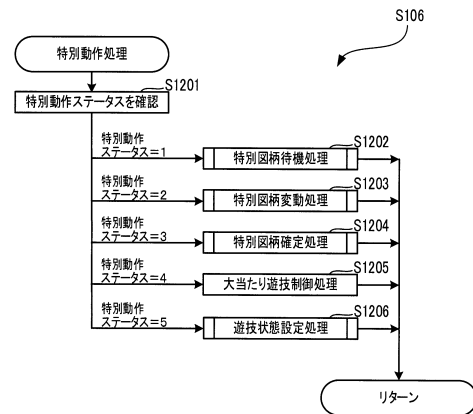 S106
特別動作処理
S1201
特別動作ステータスを確認
特別動作
ステータス=1
S1202
特別図柄待機処理
特別動作
ステータス=2
S1203
特別図柄変動処理
特別動作
ステータス=3
S1204
特別図柄確定処理
特別動作
ステータス=4
S1205
大当たり遊技制御処理
特別動作
ステータス=5
S1206
遊技状態設定処理
リターン